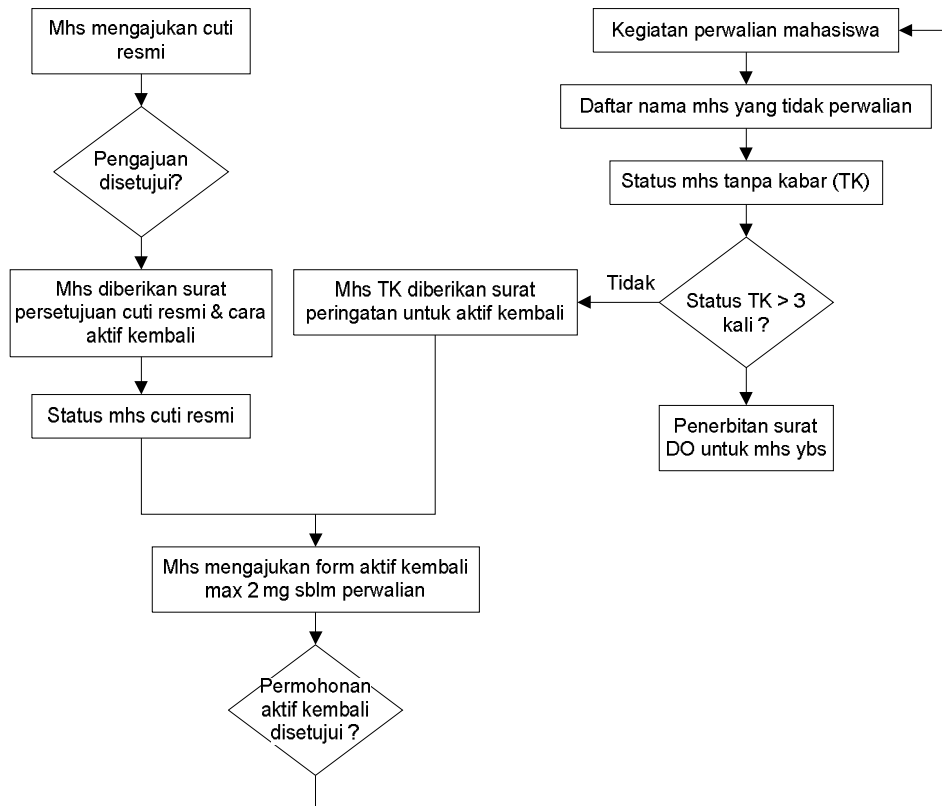 Mhs mengajukan cuti
resmi
Pengajuan
disetujui?
Mhs diberikan surat
persetujuan cuti resmi & cara
aktif kembali
Status mhs cuti resmi
Kegiatan perwalian mahasiswa
Daftar nama mhs yang tidak perwalian
Status mhs tanpa kabar (TK)
Status TK > 3
kali ?
Tidak
Mhs TK diberikan surat
peringatan untuk aktif kembali
Penerbitan surat
DO untuk mhs ybs
Mhs mengajukan form aktif kembali
max 2 mg sblm perwalian
Permohonan
aktif kembali
disetujui ?